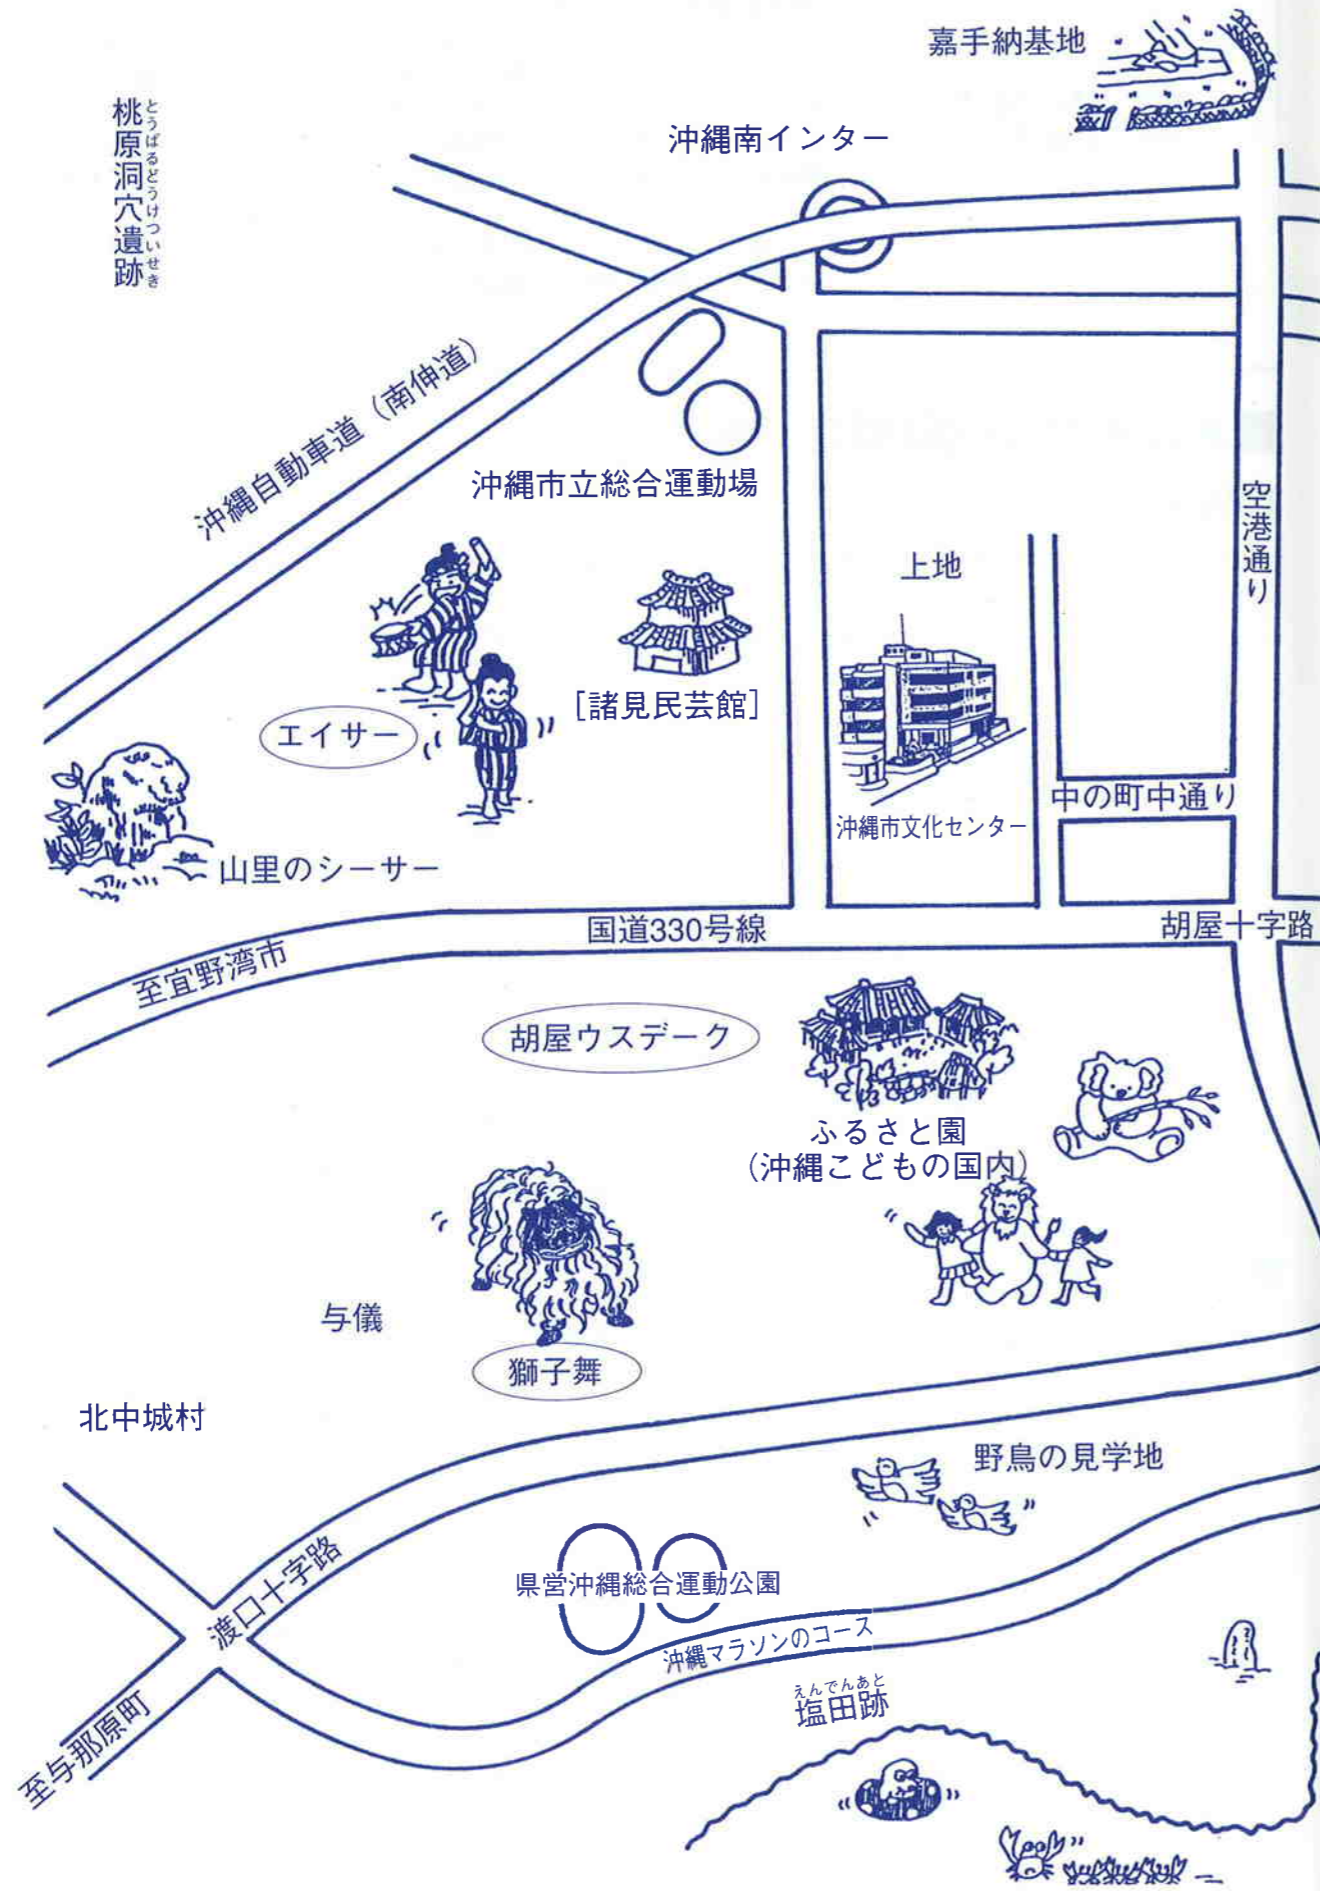 嘉手納基地
沖縄南インター
桃原洞穴遺跡
とうばるどうけついせき
沖縄自動車道(南伸道)
沖縄市立総合運動場
空港通り
上地
[諸見民芸館]
エイサー
中の町中通り
沖縄市文化センター
山里のシーサー
国道330号線
胡屋十字路
至宜野湾市
胡屋ウスデーク
ふるさと園
(沖縄こどもの国内)
与儀
獅子舞
北中城村
野鳥の見学地
渡口十字路
県営沖縄総合運動公園
沖縄マラソンのコース
えんでんあと
塩田跡
至与那原町